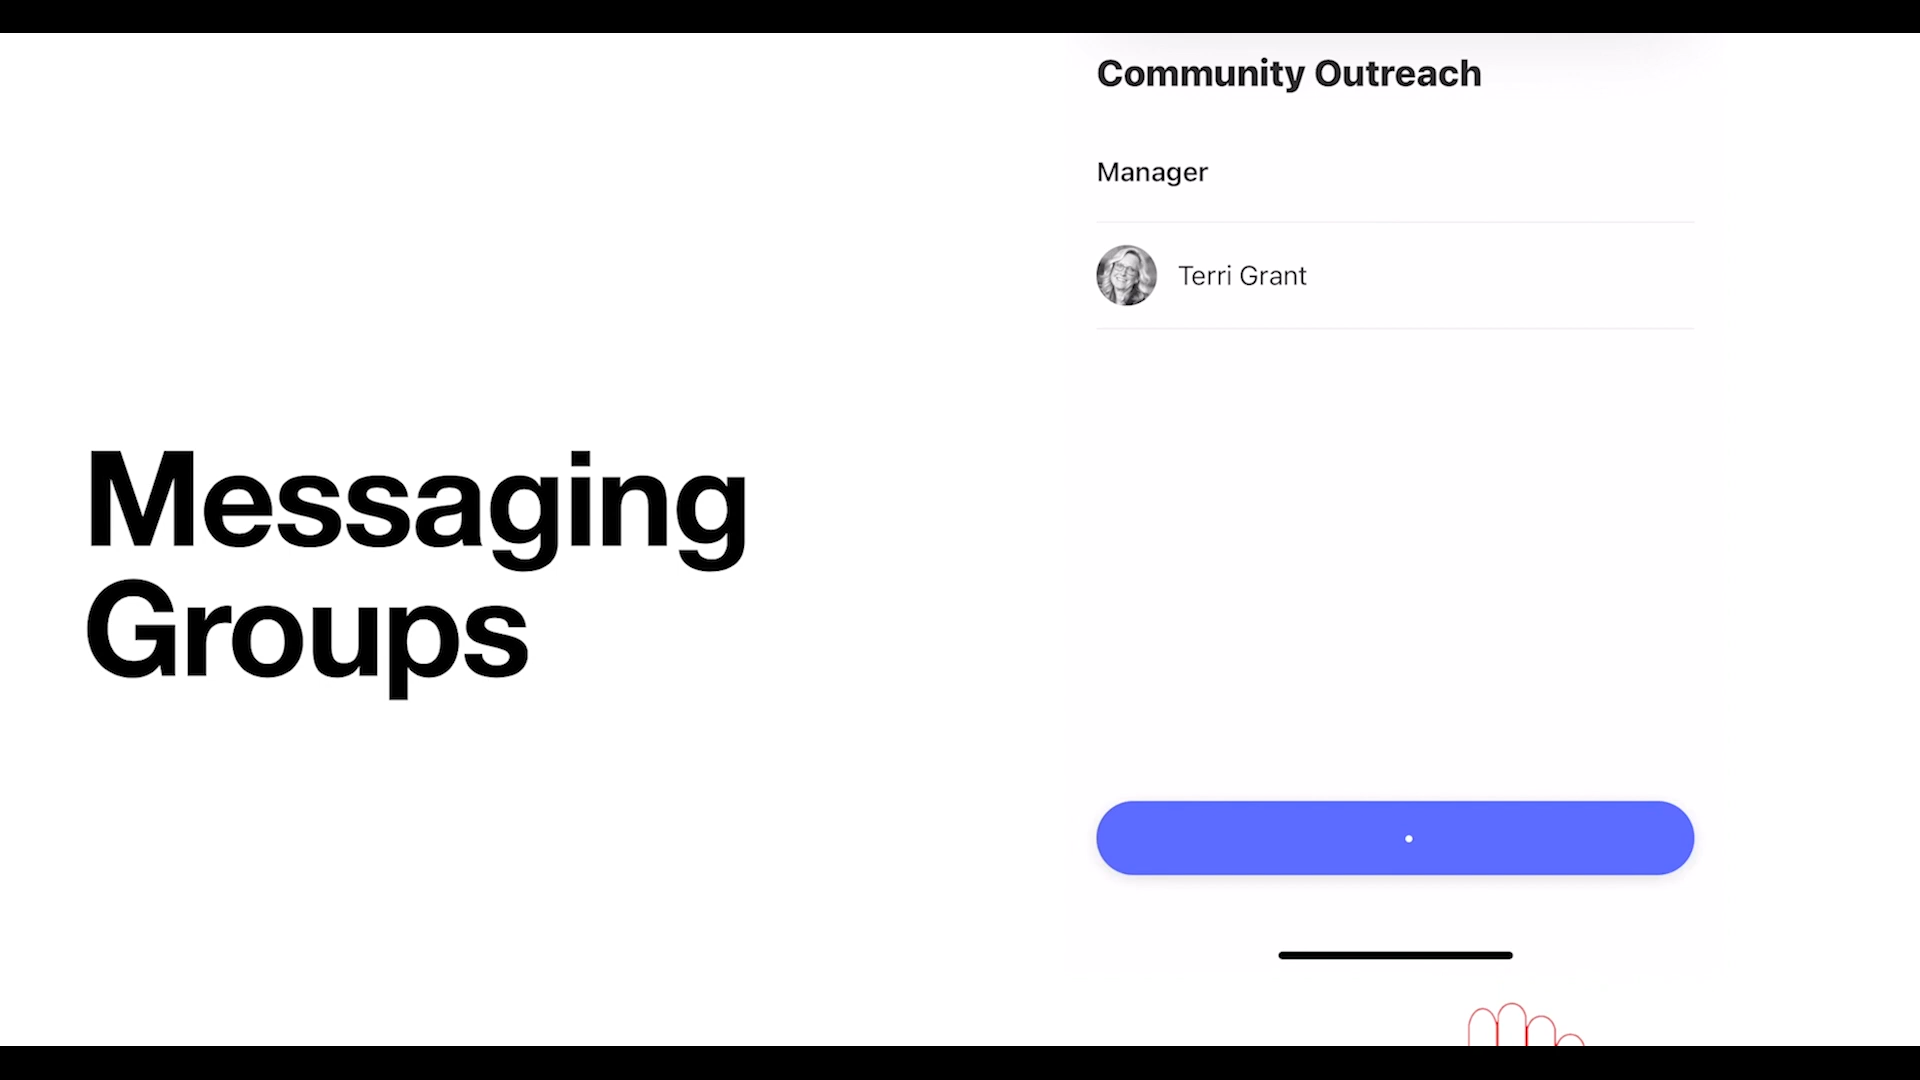 Community Outreach
Manager
Terri Grant
Messaging
Groups